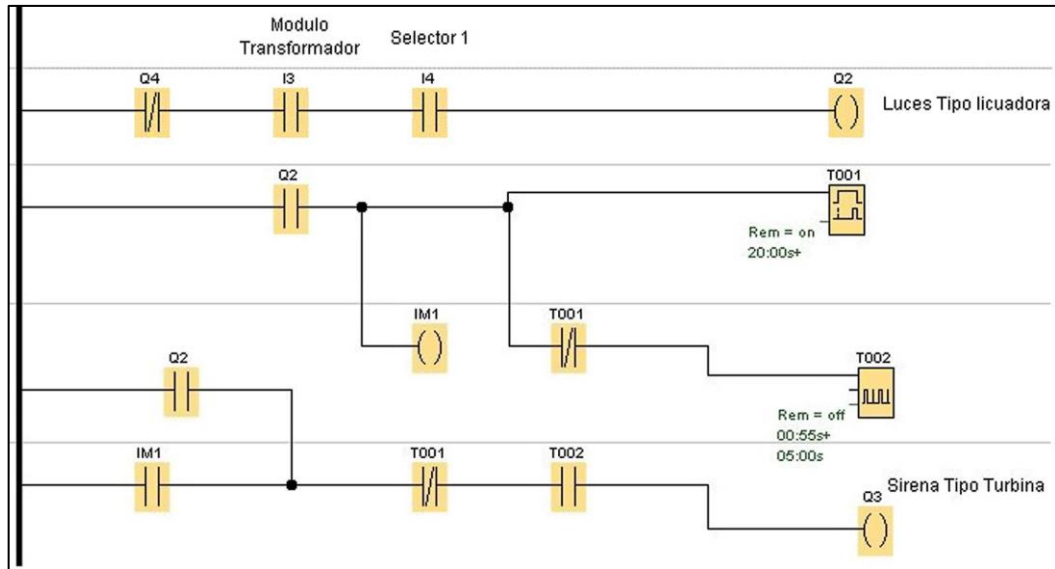 Modulo
Transformador
Selector 1
Q4
I3
I4
Q2
Luces Tipo licuadora
Q2
T001
Rem = on
20:00s+
IM1
T001
Q2
T002
Rem = off
00:55s+
05:00s
IM1
T001
T002
Sirena Tipo Turbina
Q3